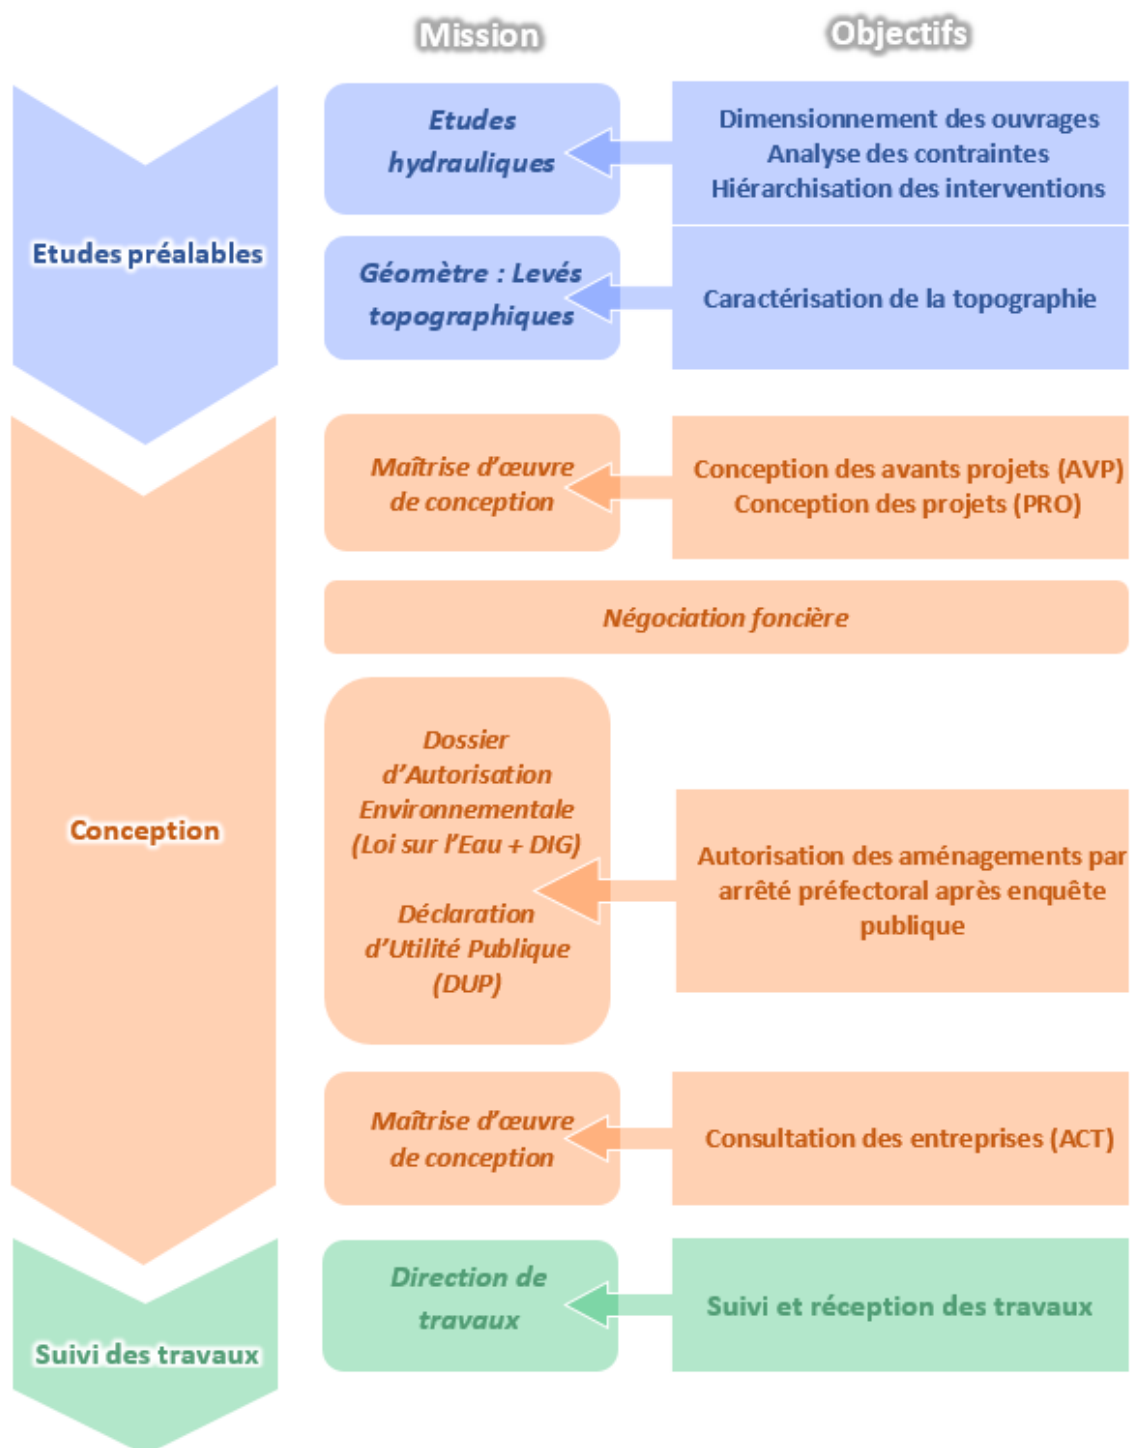 Mission
Objectifs
Etudes préalables
Etudes
hydrauliques
Dimensionnement des ouvrages
Analyse des contraintes
Hiérarchisation des interventions
Géomètre : Levés
topographiques
Caractérisation de la topographie
Conception
Maîtrise d’œuvre
de conception
Conception des avants projets (AVP)
Conception des projets (PRO)
Négociation foncière
Dossier
d’Autorisation
Environnementale
(Loi sur l’Eau + DIG)
Déclaration
d’Utilité Publique
(DUP)
Autorisation des aménagements par
arrêté préfectoral après enquête
publique
Maîtrise d’œuvre
de conception
Consultation des entreprises (ACT)
Suivi des travaux
Direction de
travaux
Suivi et réception des travaux